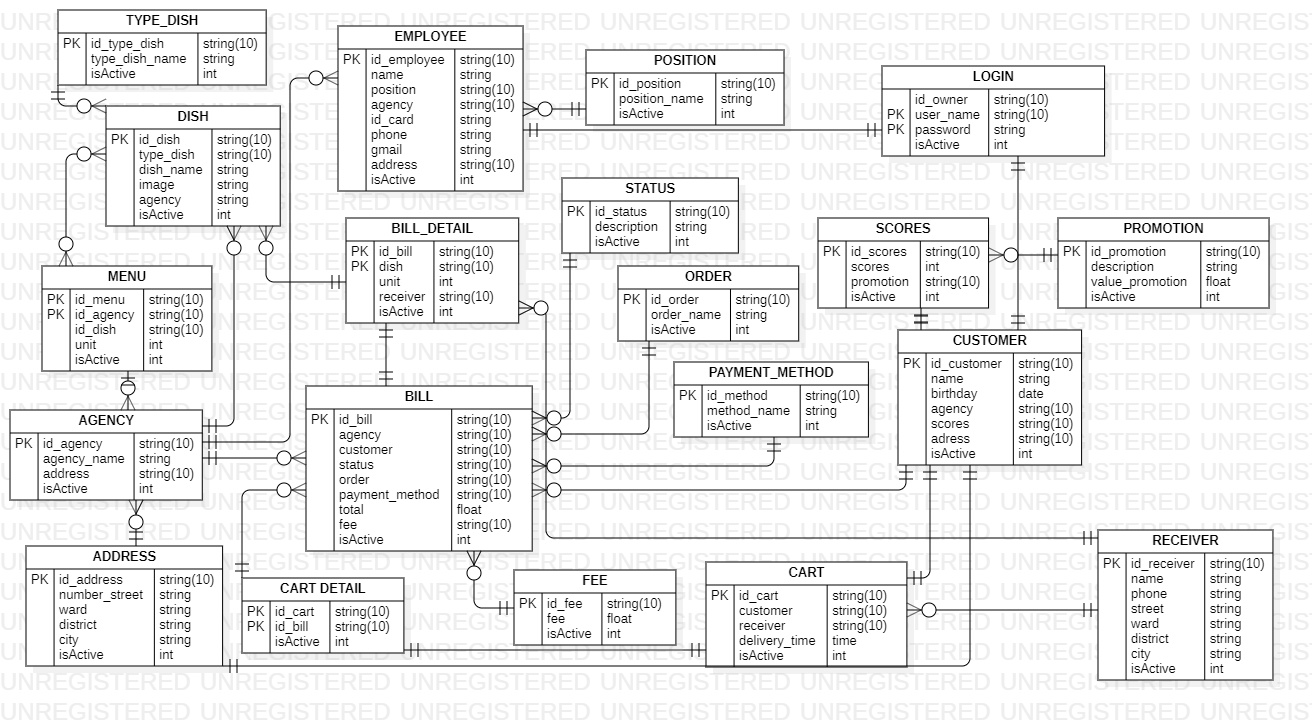 TYPE_DISH
PK id_type_dish string(10)
type_dish_name string
isActive int
EMPLOYEE
PK id_employee string(10)
name string
position string(10)
agency string(10)
id_card string
phone string
gmail string
address string(10)
isActive int
POSITION
PK id_position string(10)
position_name string
isActive int
LOGIN
id_owner string(10)
PK user_name string(10)
PK password string
isActive int
DISH
PK id_dish string(10)
type_dish string(10)
dish_name string
image string
agency string
isActive int
STATUS
PK id_status string(10)
description string
isActive int
BILL_DETAIL
PK id_bill string(10)
PK dish string(10)
unit int
receiver string(10)
isActive int
SCORES
PK id_scores string(10)
scores int
promotion string(10)
isActive int
PROMOTION
PK id_promotion string(10)
description string
value_promotion float
isActive int
MENU
PK id_menu string(10)
PK id_agency string(10)
id_dish string(10)
unit int
isActive int
ORDER
PK id_order string(10)
order_name string
isActive int
CUSTOMER
PK id_customer string(10)
name string
birthday date
agency string(10)
scores string(10)
adress string(10)
isActive int
PAYMENT_METHOD
PK id_method string(10)
method_name string
isActive int
BILL
PK id_bill string(10)
agency string(10)
customer string(10)
status string(10)
order string(10)
payment_method string(10)
total float
fee string(10)
isActive int
AGENCY
PK id_agency string(10)
agency_name string
address string(10)
isActive int
ADDRESS
PK id_address string(10)
number_street string
ward string
district string
city string
isActive int
CART DETAIL
PK id_cart string(10)
PK id_bill string(10)
isActive int
FEE
PK id_fee string(10)
fee float
isActive int
CART
PK id_cart string(10)
customer string(10)
receiver string(10)
delivery_time time
isActive int
RECEIVER
PK id_receiver string(10)
name string
phone string
street string
ward string
district string
city string
isActive int